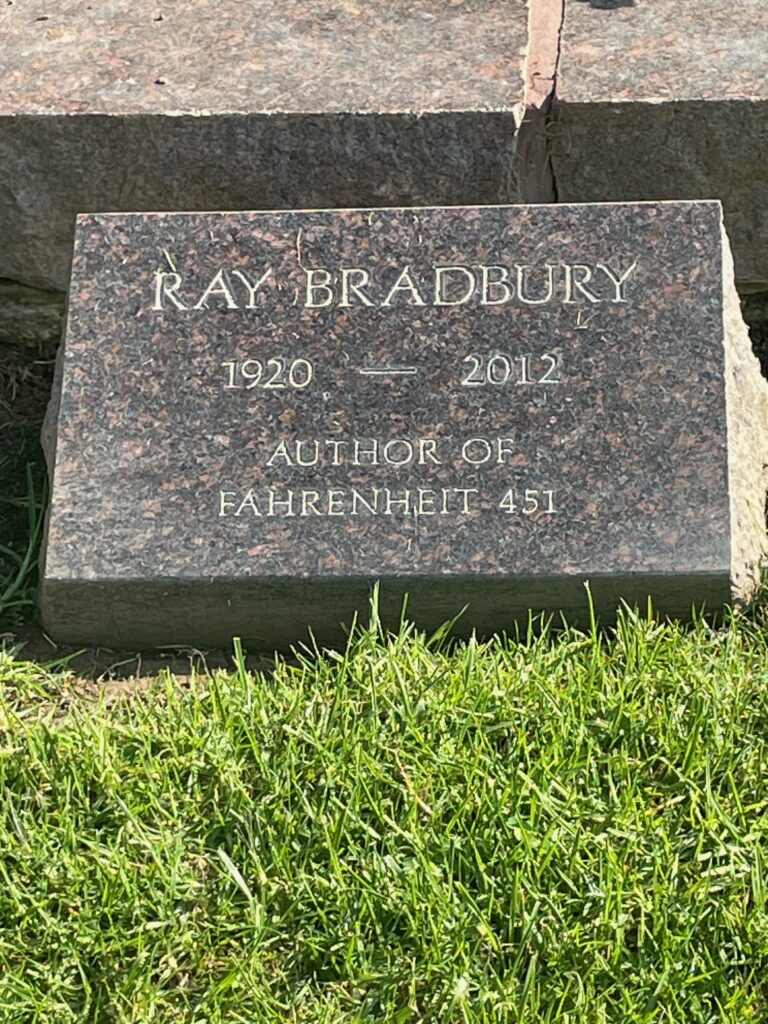 RAY BRADBURY
1920 — 2012
AUTHOR OF
FAHRENHEIT 451